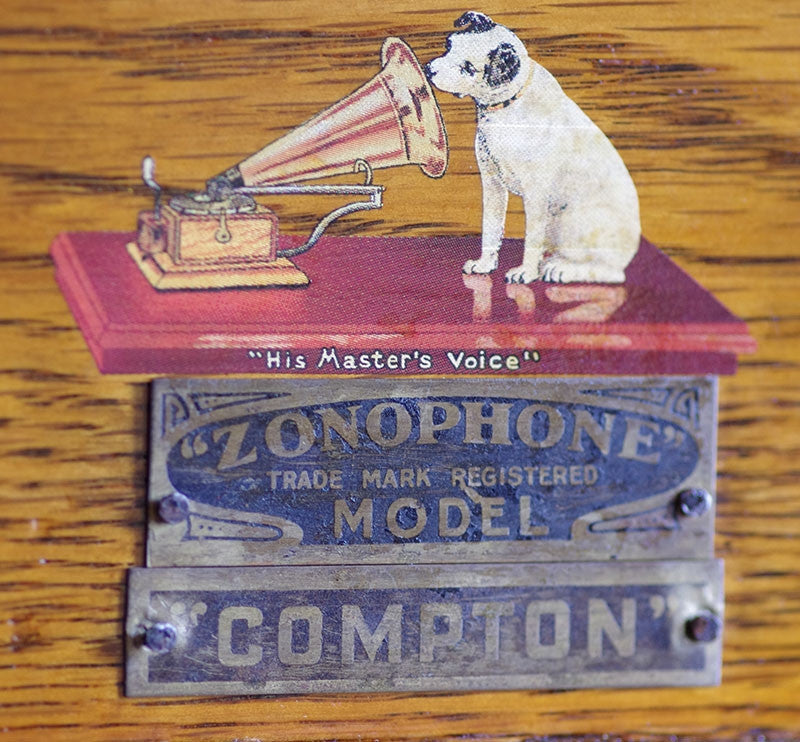 "His Master's Voice"
"ZONOPHONE"
TRADE MARK REGISTERED
MODEL
"COMPTON"